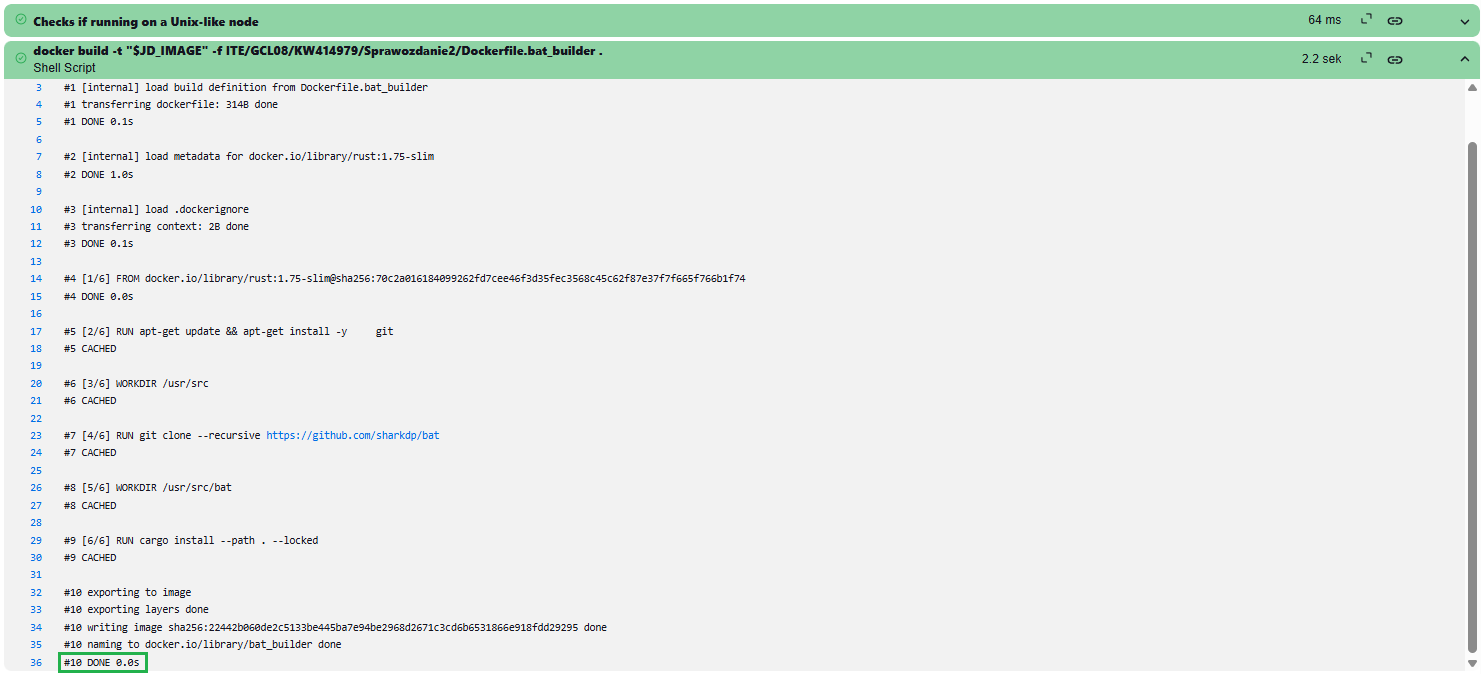 Checks if running on a Unix-like node 64 ms
docker build -t "$JD_IMAGE" -f ITE/GCL08/KW414979/Sprawozdanie2/Dockerfile.bat_builder . 2.2 sek
Shell Script
3 #1 [internal] load build definition from Dockerfile.bat_builder
4 #1 transferring dockerfile: 314B done
5 #1 DONE 0.1s
6
7 #2 [internal] load metadata for docker.io/library/rust:1.75-slim
8 #2 DONE 1.0s
9
10 #3 [internal] load .dockerignore
11 #3 transferring context: 2B done
12 #3 DONE 0.1s
13
14 #4 [1/6] FROM docker.io/library/rust:1.75-slim@sha256:70c2a016184099262fd7cee46f3d35fec3568c45c62f87e37f7f665f766b1f74
15 #4 DONE 0.0s
16
17 #5 [2/6] RUN apt-get update && apt-get install -y     git
18 #5 CACHED
19
20 #6 [3/6] WORKDIR /usr/src
21 #6 CACHED
22
23 #7 [4/6] RUN git clone --recursive https://github.com/sharkdp/bat
24 #7 CACHED
25
26 #8 [5/6] WORKDIR /usr/src/bat
27 #8 CACHED
28
29 #9 [6/6] RUN cargo install --path . --locked
30 #9 CACHED
31
32 #10 exporting to image
33 #10 exporting layers done
34 #10 writing image sha256:22442b060de2c5133be445ba7e94be2968d2671c3cd6b6531866e918fdd29295 done
35 #10 naming to docker.io/library/bat_builder done
36 #10 DONE 0.0s